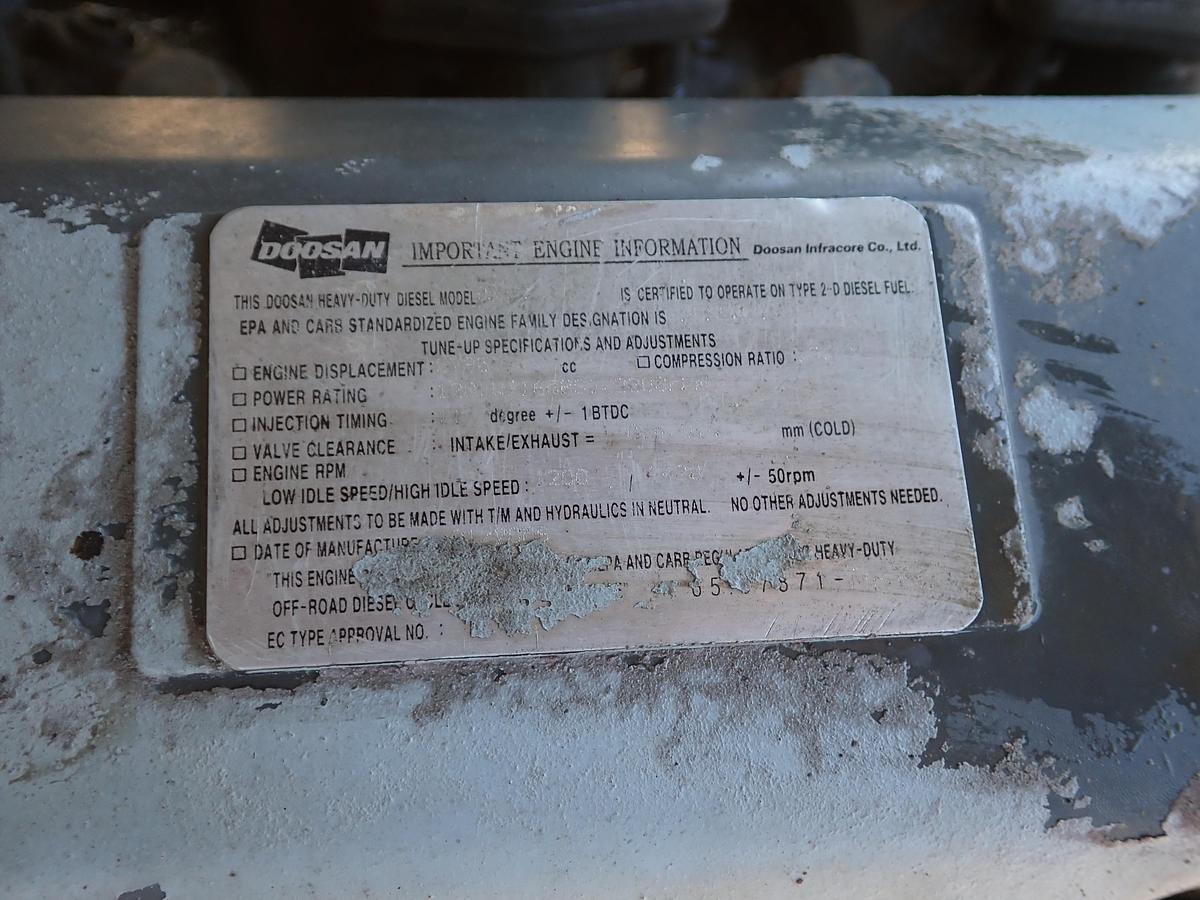 DOOSAN IMPORTANT ENGINE INFORMATION Doosan Infracore Co., Ltd.
THIS DOOSAN HEAVY-DUTY DIESEL MODEL IS CERTIFIED TO OPERATE ON TYPE 2-D DIESEL FUEL.
EPA AND CARB STANDARDIZED ENGINE FAMILY DESIGNATION IS
TUNE-UP SPECIFICATIONS AND ADJUSTMENTS
□ ENGINE DISPLACEMENT : cc □ COMPRESSION RATIO :
□ POWER RATING :
□ INJECTION TIMING : degree +/- 1BTDC
□ VALVE CLEARANCE : INTAKE/EXHAUST = mm (COLD)
□ ENGINE RPM
LOW IDLE SPEED/HIGH IDLE SPEED : 1200 / +/- 50rpm
ALL ADJUSTMENTS TO BE MADE WITH T/M AND HYDRAULICS IN NEUTRAL. NO OTHER ADJUSTMENTS NEEDED.
□ DATE OF MANUFACTURE
THIS ENGINE AND CARB HEAVY-DUTY
OFF-ROAD DIESEL
EC TYPE APPROVAL NO. :